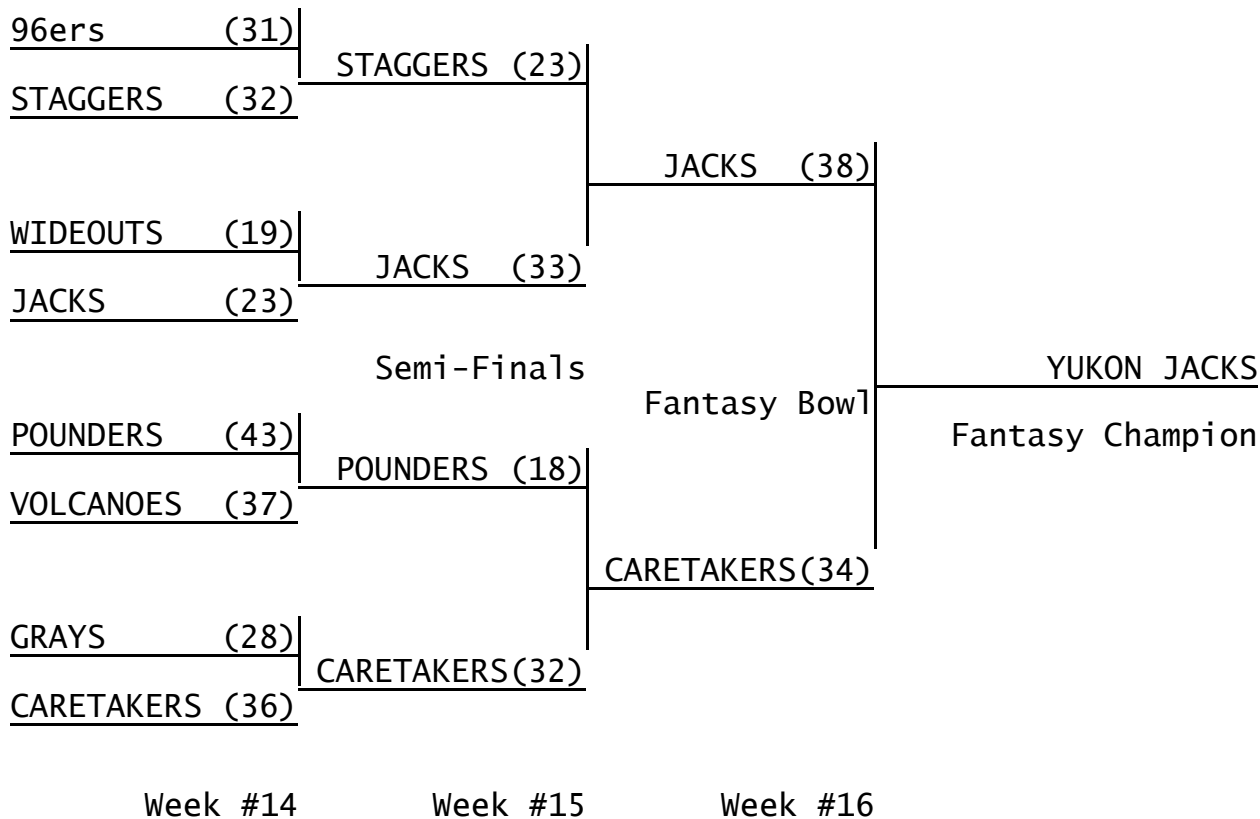 96ers (31)
STAGGERS (23)
STAGGERS (32)
JACKS (38)
WIDEOUTS (19)
JACKS (33)
JACKS (23)
Semi-Finals
YUKON JACKS
Fantasy Bowl
POUNDERS (43)
Fantasy Champion
POUNDERS (18)
VOLCANOES (37)
CARETAKERS(34)
GRAYS (28)
CARETAKERS(32)
CARETAKERS (36)
Week #14 Week #15 Week #16